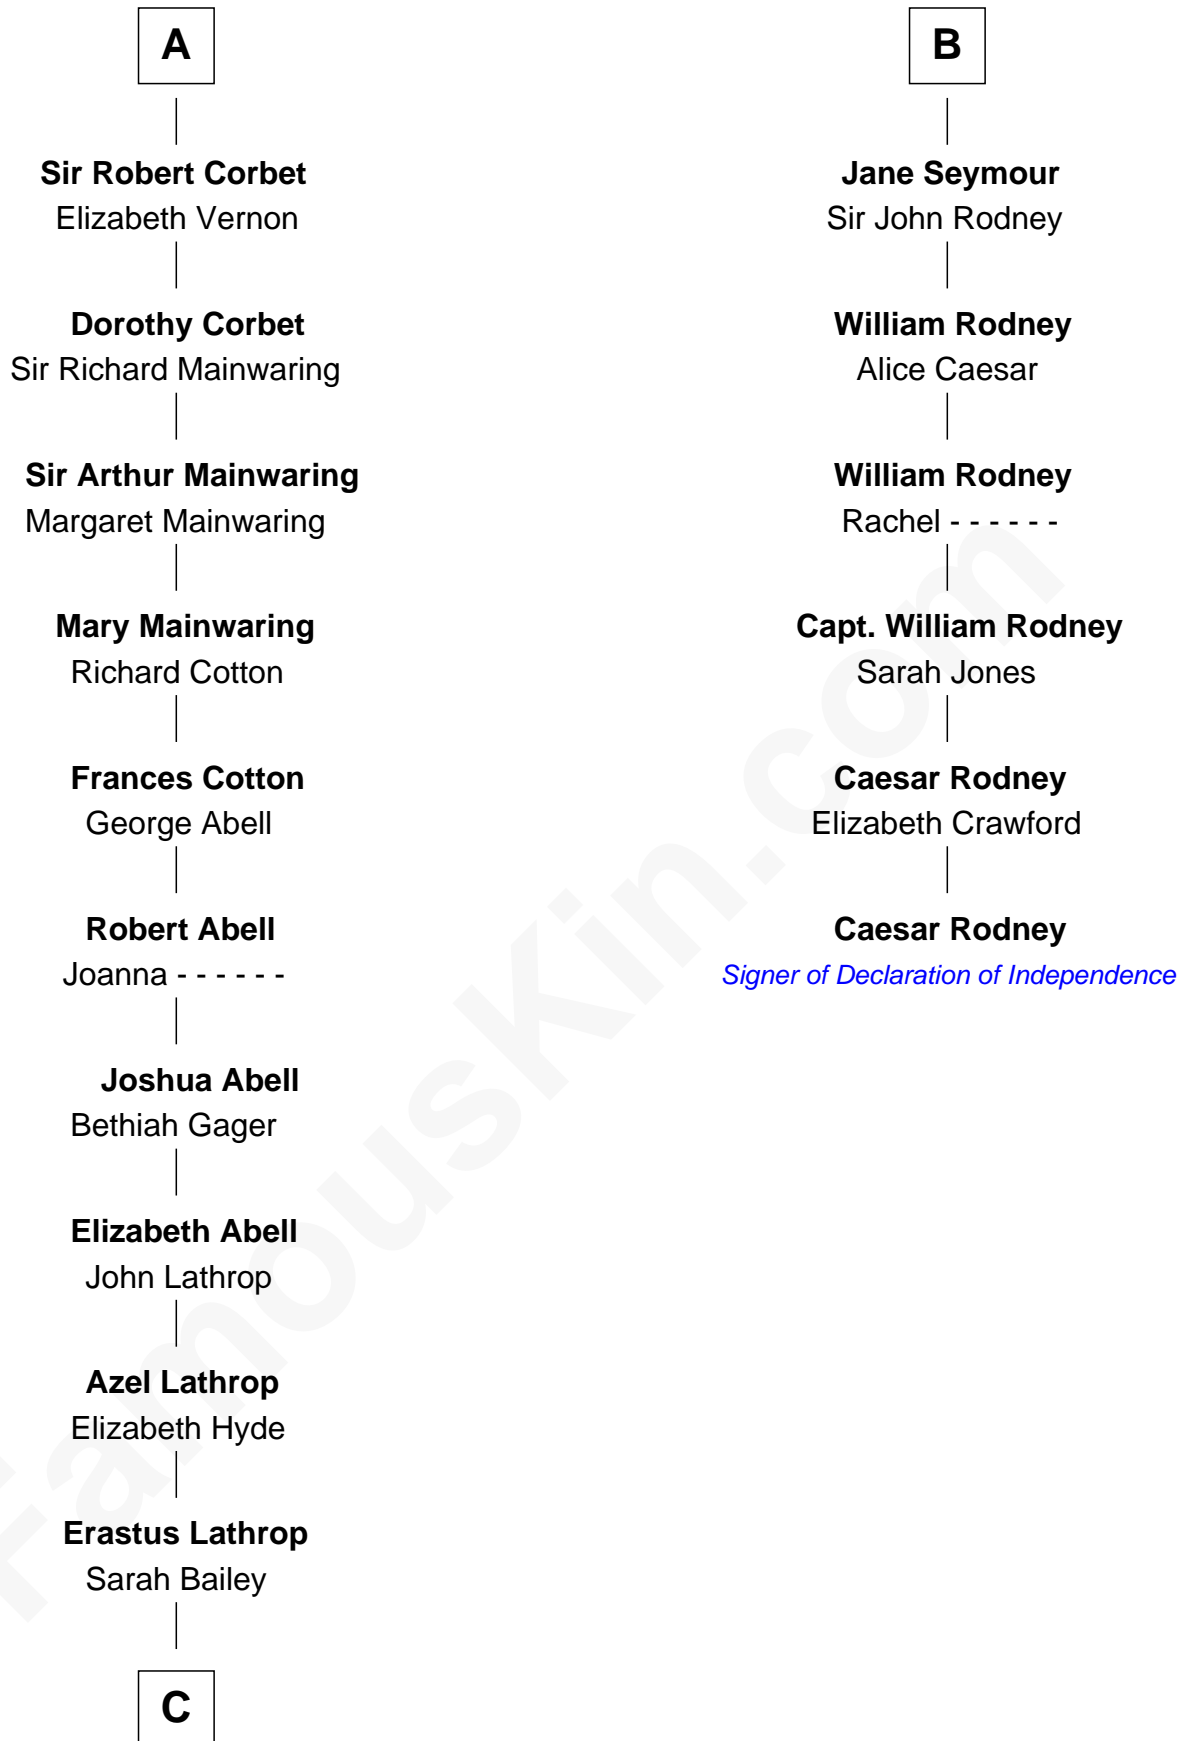 A
Sir Robert Corbet
Elizabeth Vernon
Dorothy Corbet
Sir Richard Mainwaring
Sir Arthur Mainwaring
Margaret Mainwaring
Mary Mainwaring
Richard Cotton
Frances Cotton
George Abell
Robert Abell
Joanna - - - - - -
Joshua Abell
Bethiah Gager
Elizabeth Abell
John Lathrop
Azel Lathrop
Elizabeth Hyde
Erastus Lathrop
Sarah Bailey
C
B
Jane Seymour
Sir John Rodney
William Rodney
Alice Caesar
William Rodney
Rachel - - - - - -
Capt. William Rodney
Sarah Jones
Caesar Rodney
Elizabeth Crawford
Caesar Rodney
Signer of Declaration of Independence
FamousKin.com